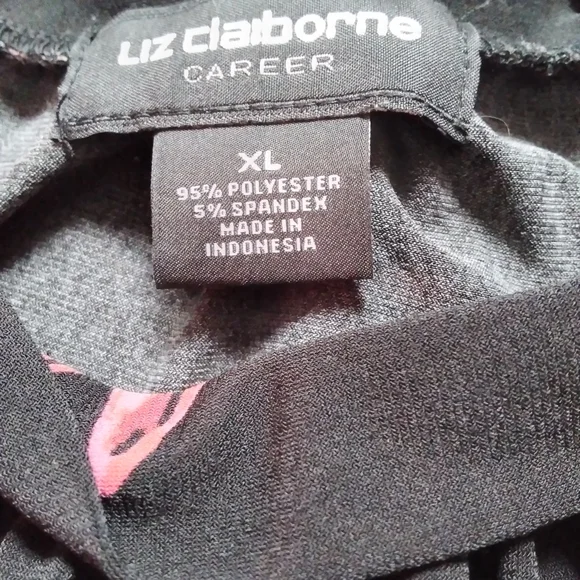 Liz claiborne
CAREER
XL
95% POLYESTER
5% SPANDEX
MADE IN
INDONESIA